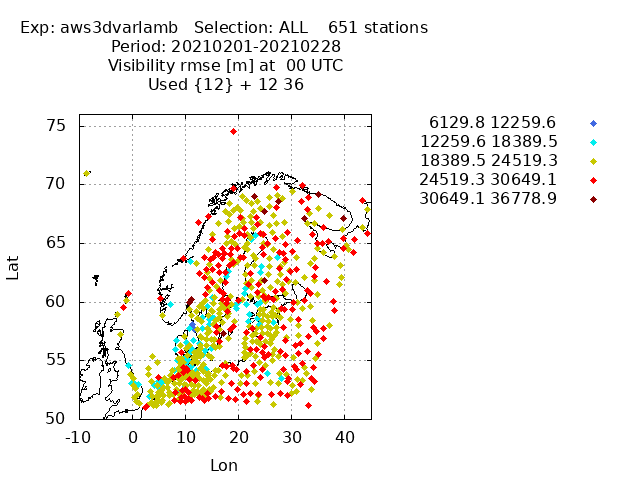 Exp: aws3dvarlamb   Selection: ALL    651 stations
Period: 20210201-20210228
Visibility rmse [m] at  00 UTC
Used {12} + 12 36
6129.8 12259.6
12259.6 18389.5
18389.5 24519.3
24519.3 30649.1
30649.1 36778.9
75
70
65
60
55
50
Lat
-10 0 10 20 30 40
Lon